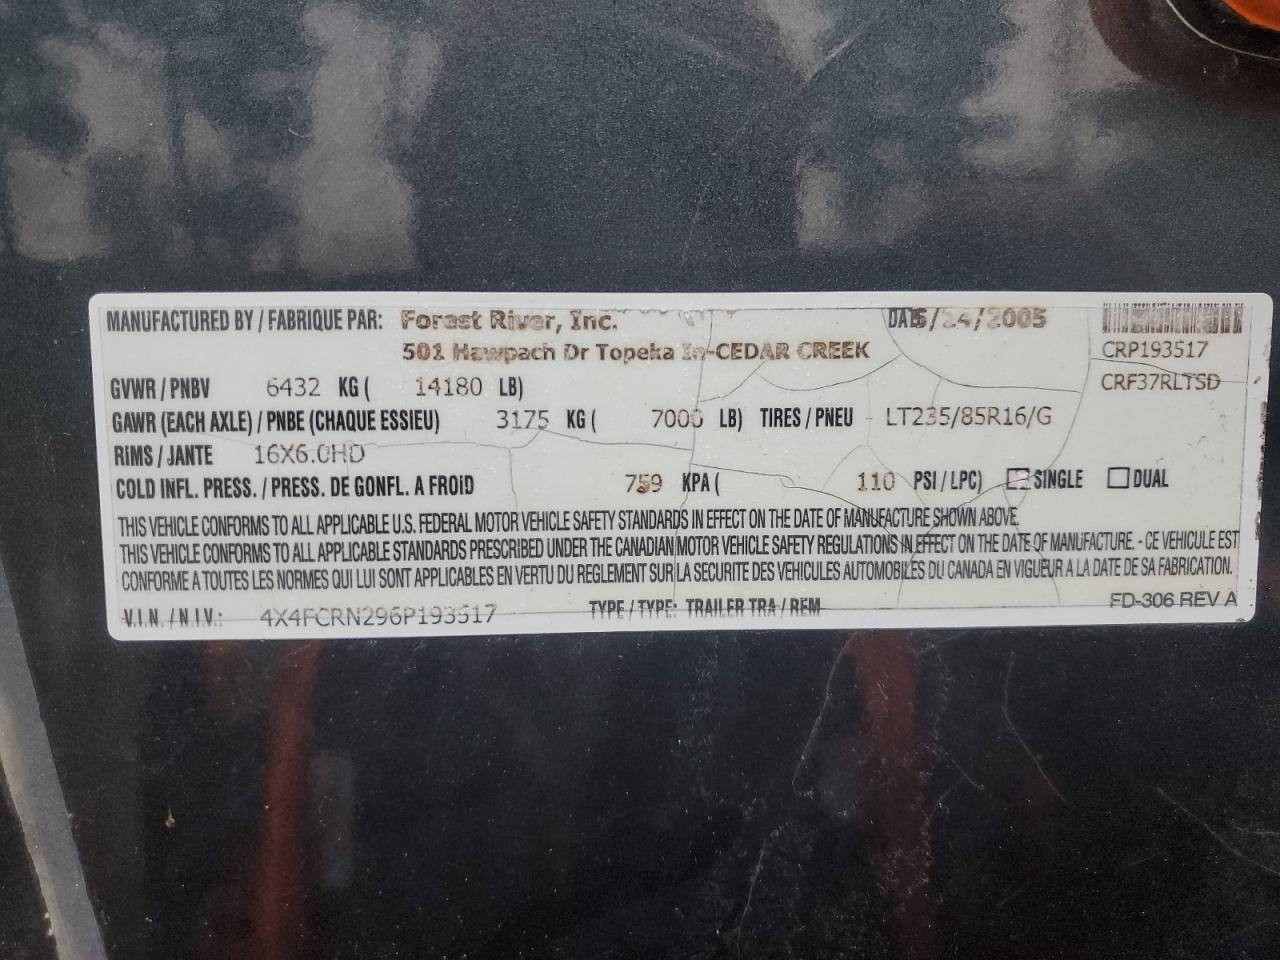 MANUFACTURED BY / FABRIQUE PAR: Forest River, Inc. DATE 5/24/2005
501 Hawpach Dr Topeka In-CEDAR CREEK CRP193517
GVWR / PNBV 6432 KG ( 14180 LB) CRF37RLTSD
GAWR (EACH AXLE) / PNBE (CHAQUE ESSIEU) 3175 KG ( 7000 LB) TIRES / PNEU LT235/85R16/G
RIMS / JANTE 16X6.0HD
COLD INFL. PRESS. / PRESS. DE GONFL. A FROID 759 KPA ( 110 PSI / LPC) SINGLE DUAL
THIS VEHICLE CONFORMS TO ALL APPLICABLE U.S. FEDERAL MOTOR VEHICLE SAFETY STANDARDS IN EFFECT ON THE DATE OF MANUFACTURE SHOWN ABOVE.
THIS VEHICLE CONFORMS TO ALL APPLICABLE STANDARDS PRESCRIBED UNDER THE CANADIAN MOTOR VEHICLE SAFETY REGULATIONS IN EFFECT ON THE DATE OF MANUFACTURE. - CE VEHICULE EST
CONFORME A TOUTES LES NORMES QUI LUI SONT APPLICABLES EN VERTU DU REGLEMENT SUR LA SECURITE DES VEHICULES AUTOMOBILES DU CANADA EN VIGUEUR A LA DATE DE SA FABRICATION.
V.I.N. / N.I.V.: 4X4FCRN296P193517 TYPE / TYPE: TRAILER TRA / REM FD-306 REV A